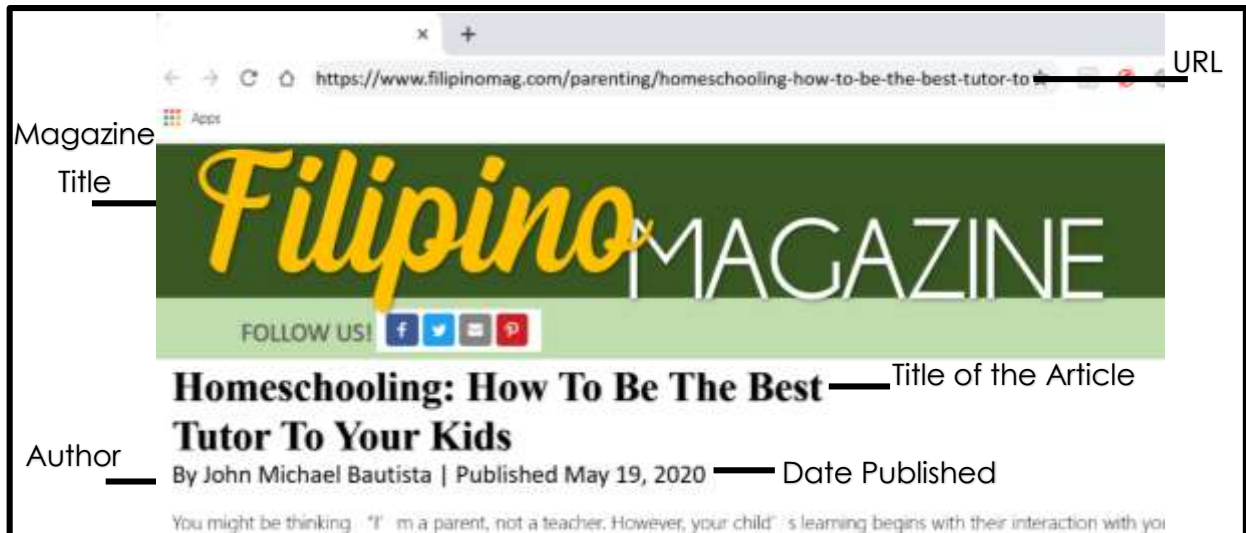 × +
https://www.filipinomag.com/parenting/homeschooling-how-to-be-the-best-tutor-to
URL
Apps
Magazine
Title
Filipino MAGAZINE
FOLLOW US!
Homeschooling: How To Be The Best
Title of the Article
Tutor To Your Kids
Author
By John Michael Bautista | Published May 19, 2020
Date Published
You might be thinking "I' m a parent, not a teacher. However, your child' s learning begins with their interaction with